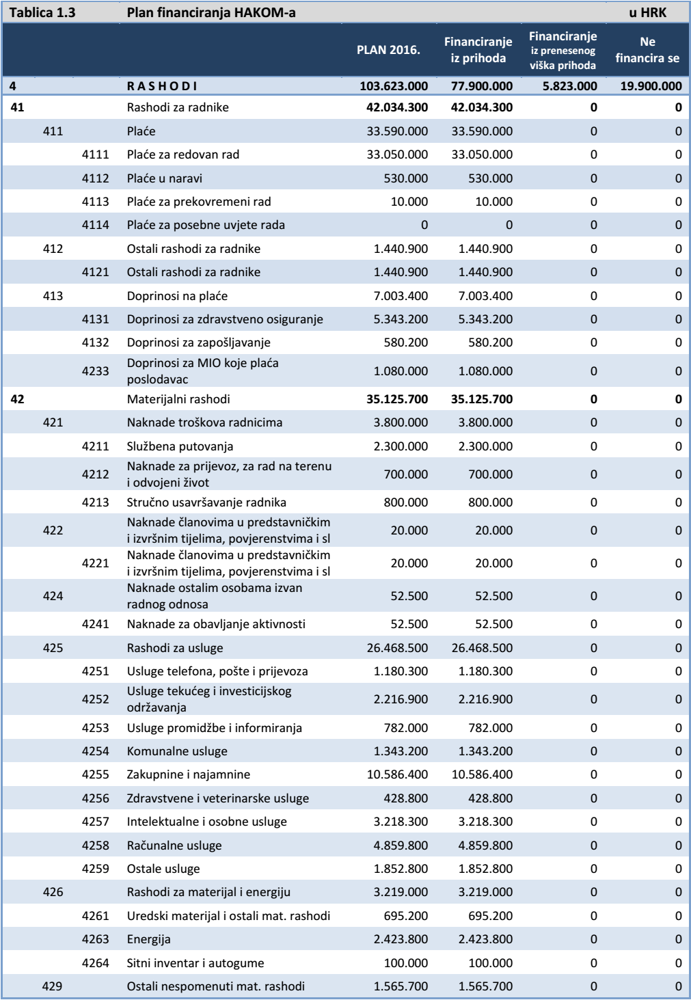 Tablica 1.3 Plan financiranja HAKOM-a u HRK
PLAN 2016. Financiranje iz prihoda Financiranje iz prenesenog viška prihoda Ne financira se
4 R A S H O D I 103.623.000 77.900.000 5.823.000 19.900.000
41 Rashodi za radnike 42.034.300 42.034.300 0 0
411 Plaće 33.590.000 33.590.000 0 0
4111 Plaće za redovan rad 33.050.000 33.050.000 0 0
4112 Plaće u naravi 530.000 530.000 0 0
4113 Plaće za prekovremeni rad 10.000 10.000 0 0
4114 Plaće za posebne uvjete rada 0 0 0 0
412 Ostali rashodi za radnike 1.440.900 1.440.900 0 0
4121 Ostali rashodi za radnike 1.440.900 1.440.900 0 0
413 Doprinosi na plaće 7.003.400 7.003.400 0 0
4131 Doprinosi za zdravstveno osiguranje 5.343.200 5.343.200 0 0
4132 Doprinosi za zapošljavanje 580.200 580.200 0 0
4233 Doprinosi za MIO koje plaća
poslodavac 1.080.000 1.080.000 0 0
42 Materijalni rashodi 35.125.700 35.125.700 0 0
421 Naknade troškova radnicima 3.800.000 3.800.000 0 0
4211 Službena putovanja 2.300.000 2.300.000 0 0
4212 Naknade za prijevoz, za rad na terenu
i odvojeni život 700.000 700.000 0 0
4213 Stručno usavršavanje radnika 800.000 800.000 0 0
422 Naknade članovima u predstavničkim
i izvršnim tijelima, povjerenstvima i sl 20.000 20.000 0 0
4221 Naknade članovima u predstavničkim
i izvršnim tijelima, povjerenstvima i sl 20.000 20.000 0 0
424 Naknade ostalim osobama izvan
radnog odnosa 52.500 52.500 0 0
4241 Naknade za obavljanje aktivnosti 52.500 52.500 0 0
425 Rashodi za usluge 26.468.500 26.468.500 0 0
4251 Usluge telefona, pošte i prijevoza 1.180.300 1.180.300 0 0
4252 Usluge tekućeg i investicijskog
održavanja 2.216.900 2.216.900 0 0
4253 Usluge promidžbe i informiranja 782.000 782.000 0 0
4254 Komunalne usluge 1.343.200 1.343.200 0 0
4255 Zakupnine i najamnine 10.586.400 10.586.400 0 0
4256 Zdravstvene i veterinarske usluge 428.800 428.800 0 0
4257 Intelektualne i osobne usluge 3.218.300 3.218.300 0 0
4258 Računalne usluge 4.859.800 4.859.800 0 0
4259 Ostale usluge 1.852.800 1.852.800 0 0
426 Rashodi za materijal i energiju 3.219.000 3.219.000 0 0
4261 Uredski materijal i ostali mat. rashodi 695.200 695.200 0 0
4263 Energija 2.423.800 2.423.800 0 0
4264 Sitni inventar i autogume 100.000 100.000 0 0
429 Ostali nespomenuti mat. rashodi 1.565.700 1.565.700 0 0